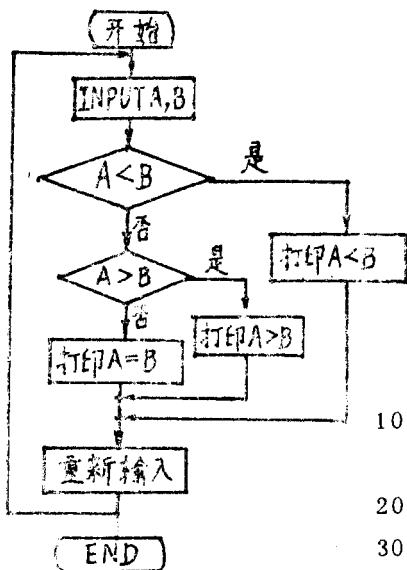 开始
INPUT A,B
A<B
是
否
打印A<B
A>B
是
否
打印A>B
打印A=B
10
重新输入
20
END
30